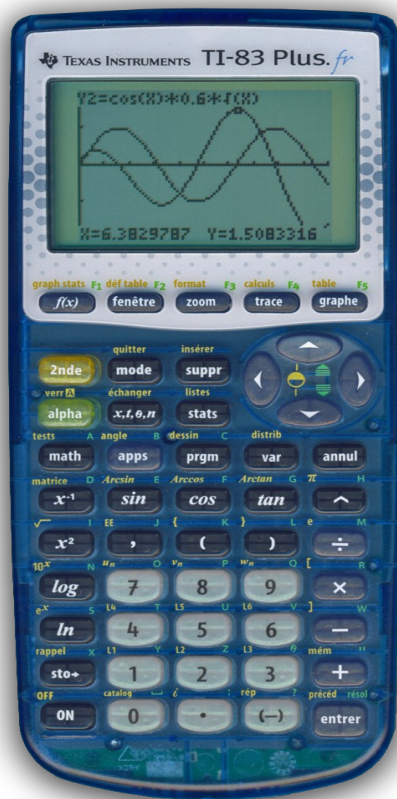 TEXAS INSTRUMENTS TI-83 Plus.fr
Y2=cos(X)*0.6*√(X)
X=6.3829787 Y=1.5083316
graph stats F1 déf table F2 format F3 calculs F4 table F5
f(x) fenêtre zoom trace graphe
quitter insérer
2nde mode suppr
verr A échanger listes
alpha x,t,θ,n stats
tests A angle B dessin C distrib
math apps prgm var annul
matrice D Arcsin E Arccos F Arctan G π H
x⁻¹ sin cos tan ^
√ I EE J { K } L e M
x² , ( ) ÷
10ˣ N uₙ O vₙ P wₙ Q [ R
log 7 8 9 ×
eˣ S L4 T L5 U L6 V ] W
ln 4 5 6 −
rappel X L1 Y L2 Z L3 θ mém "
sto→ 1 2 3 +
OFF catalog ⎵ i : rép ? précéd résol
ON 0 . (−) entrer